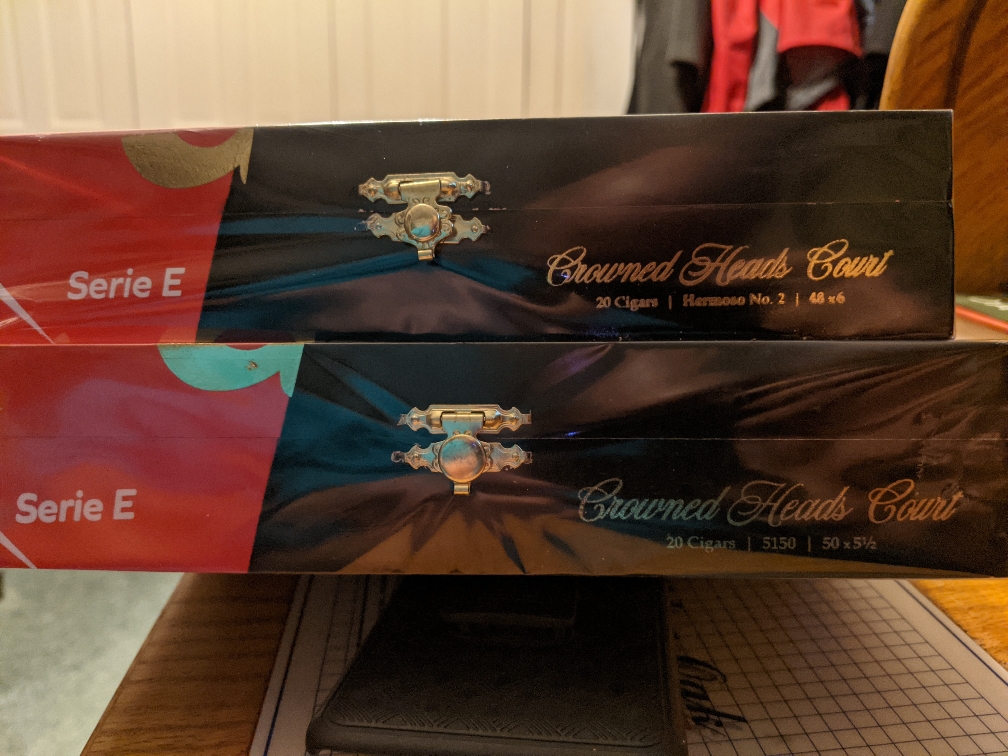 Serie E
Crowned Heads Court
20 Cigars | Hermoso No. 2 | 48 x 6
Serie E
Crowned Heads Court
20 Cigars | 5150 | 50 x 5½